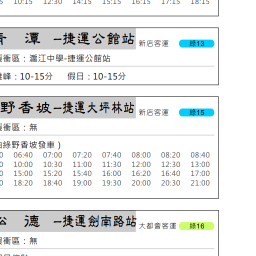 10:15 12:30 14:15 15:15 16:15 17:15 18:15
潭 －捷運公館站 新店客運 綠13
衝區：滬江中學-捷運公館站
峰：10-15分 假日：10-15分
野香坡－捷運大坪林站 新店客運 綠15
衝區：無
綠野香坡發車）
0 06:40 07:00 07:20 07:40 08:00 08:20 08:40
0 10:00 10:30 11:00 11:30 12:00 12:30 13:00
0 15:00 15:20 15:40 16:00 16:20 16:40 17:00
0 18:20 18:40 19:00 19:30 20:00 20:30 21:00
德 －捷運劍南路站 大都會客運 綠16
衝區：無